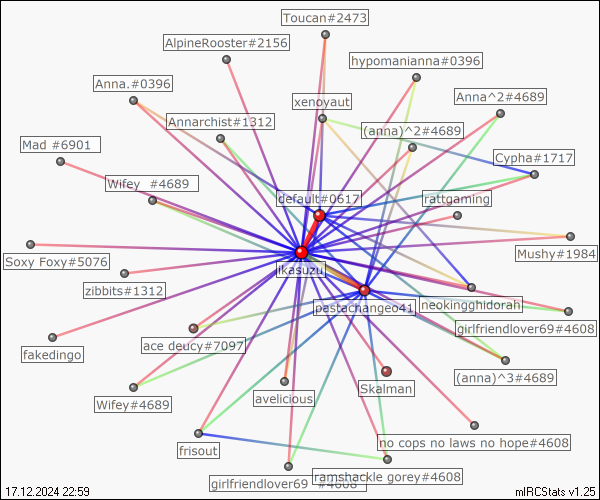 Toucan#2473
AlpineRooster#2156
hypomanianna#0396
Anna.#0396
xenoyaut
Anna^2#4689
Annarchist#1312
(anna)^2#4689
Mad #6901
Cypha#1717
Wifey #4689
default#0617
rattgaming
Mushy#1984
Soxy Foxy#5076
ikasuzu
zibbits#1312
pastachangeo41
neokingghidorah
girlfriendlover69#4608
fakedingo
ace deucy#7097
(anna)^3#4689
Skalman
Wifey#4689
avelicious
no cops no laws no hope#4608
frisout
girlfriendlover69 #4608
ramshackle gorey#4608
17.12.2024 22:59
mIRCStats v1.25